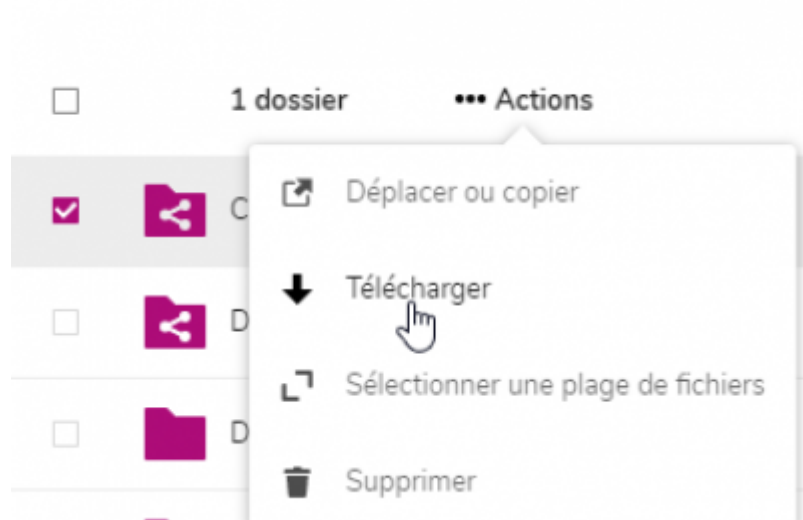 1 dossier
••• Actions
C
Déplacer ou copier
Télécharger
D
Sélectionner une plage de fichiers
D
Supprimer